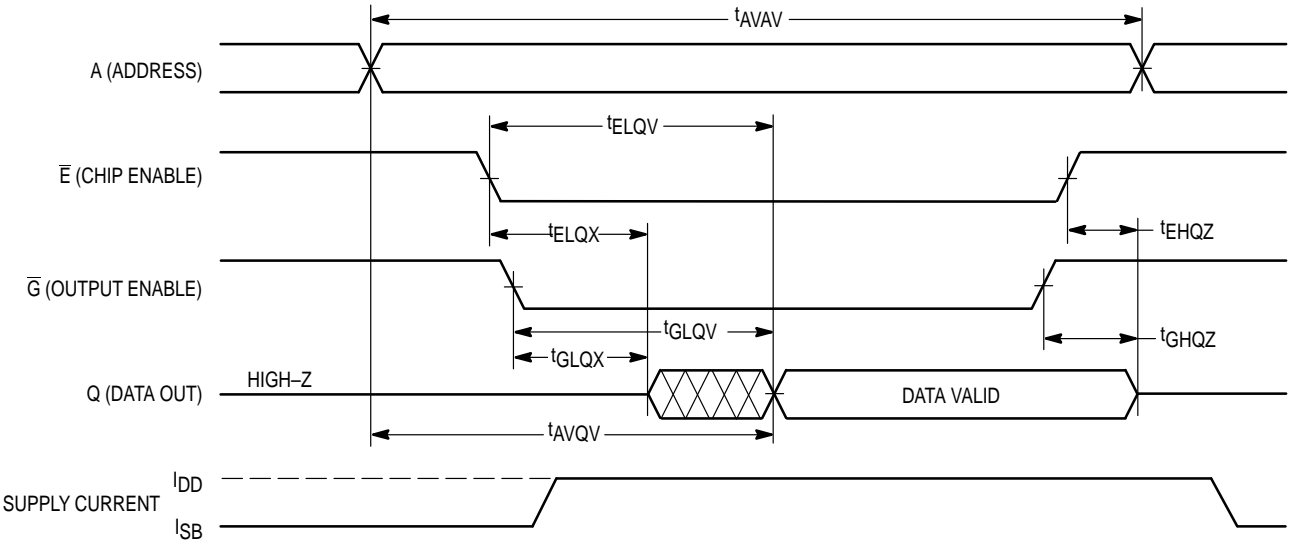 tAVAV
A (ADDRESS)
tELQV
E̅ (CHIP ENABLE)
tELQX
tEHQZ
G̅ (OUTPUT ENABLE)
tGLQV
tGHQZ
tGLQX
HIGH–Z
Q (DATA OUT)
DATA VALID
tAVQV
IDD
SUPPLY CURRENT
ISB